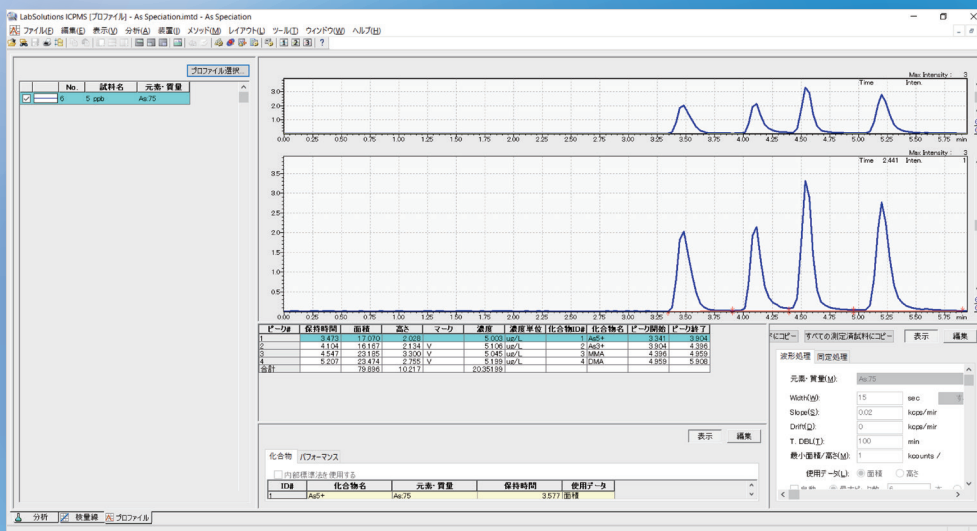 LabSolutions ICPMS [プロファイル] - As Speciation.imtd - As Speciation
ファイル(F) 編集(E) 表示(V) 分析(A) 装置(I) メソッド(M) レイアウト(L) ツール(T) ウィンドウ(W) ヘルプ(H)
プロファイル選択...
No. 試料名 元素・質量
6 5 ppb As:75
Max Intensity : 3
Time Inten.
3.0
2.0
1.0
0.00 0.25 0.50 0.75 1.00 1.25 1.50 1.75 2.00 2.25 2.50 2.75 3.00 3.25 3.50 3.75 4.00 4.25 4.50 4.75 5.00 5.25 5.50 5.75 min
Max Intensity : 3
Time 2.441 Inten. 1
3.5
3.0
2.5
2.0
1.5
1.0
0.5
0.00 0.25 0.50 0.75 1.00 1.25 1.50 1.75 2.00 2.25 2.50 2.75 3.00 3.25 3.50 3.75 4.00 4.25 4.50 4.75 5.00 5.25 5.50 5.75 min
ピーク# 保持時間 面積 高さ マーク 濃度 濃度単位 化合物ID# 化合物名 ピーク開始 ピーク終了
1 3.473 17.070 2.028 5.003 ug/L 1 As5+ 3.341 3.904
2 4.104 16.167 2.134 V 5.106 ug/L 2 As3+ 3.904 4.396
3 4.547 23.185 3.300 V 5.045 ug/L 3 MMA 4.396 4.959
4 5.207 23.474 2.755 V 5.199 ug/L 4 DMA 4.959 5.908
合計 79.896 10.217 20.35199
にコピー すべての測定済試料にコピー 表示 編集
波形処理 同定処理
元素・質量(M): As:75
Width(W): 15 sec
Slope(S): 0.02 kcps/mir
Drift(D): 0 kcps/mir
T. DBL(T): 100 min
最小面積/高さ(M): 1 kcounts /
使用データ(L): 面積 高さ
表示 編集
化合物 パフォーマンス
内部標準法を使用する
ID# 化合物名 元素・質量 保持時間 使用データ
1 As5+ As:75 3.577 面積
分析 検量線 プロファイル